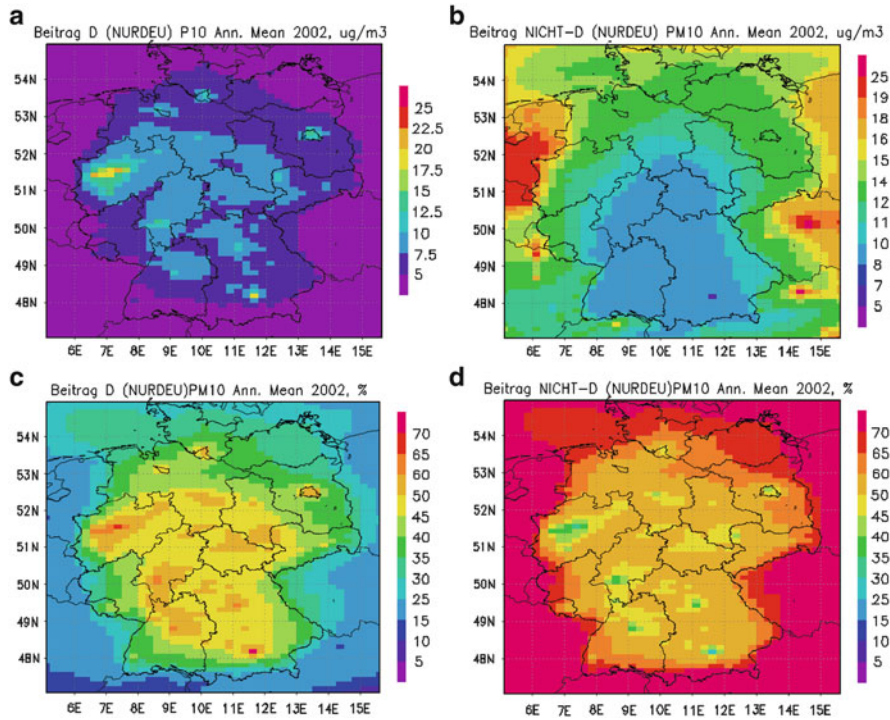 a
Beitrag D (NURDEU) P10 Ann. Mean 2002, ug/m3
54N
53N
52N
51N
50N
49N
48N
6E 7E 8E 9E 10E 11E 12E 13E 14E 15E
25
22.5
20
17.5
15
12.5
10
7.5
5
b
Beitrag NICHT-D (NURDEU) PM10 Ann. Mean 2002, ug/m3
54N
53N
52N
51N
50N
49N
48N
6E 7E 8E 9E 10E 11E 12E 13E 14E 15E
25
19
18
16
15
14
12
11
10
8
7
5
c
Beitrag D (NURDEU)PM10 Ann. Mean 2002, %
54N
53N
52N
51N
50N
49N
48N
6E 7E 8E 9E 10E 11E 12E 13E 14E 15E
70
65
60
50
45
40
35
30
25
20
15
10
5
d
Beitrag NICHT-D (NURDEU)PM10 Ann. Mean 2002, %
54N
53N
52N
51N
50N
49N
48N
6E 7E 8E 9E 10E 11E 12E 13E 14E 15E
70
65
60
50
45
40
35
30
25
20
15
10
5